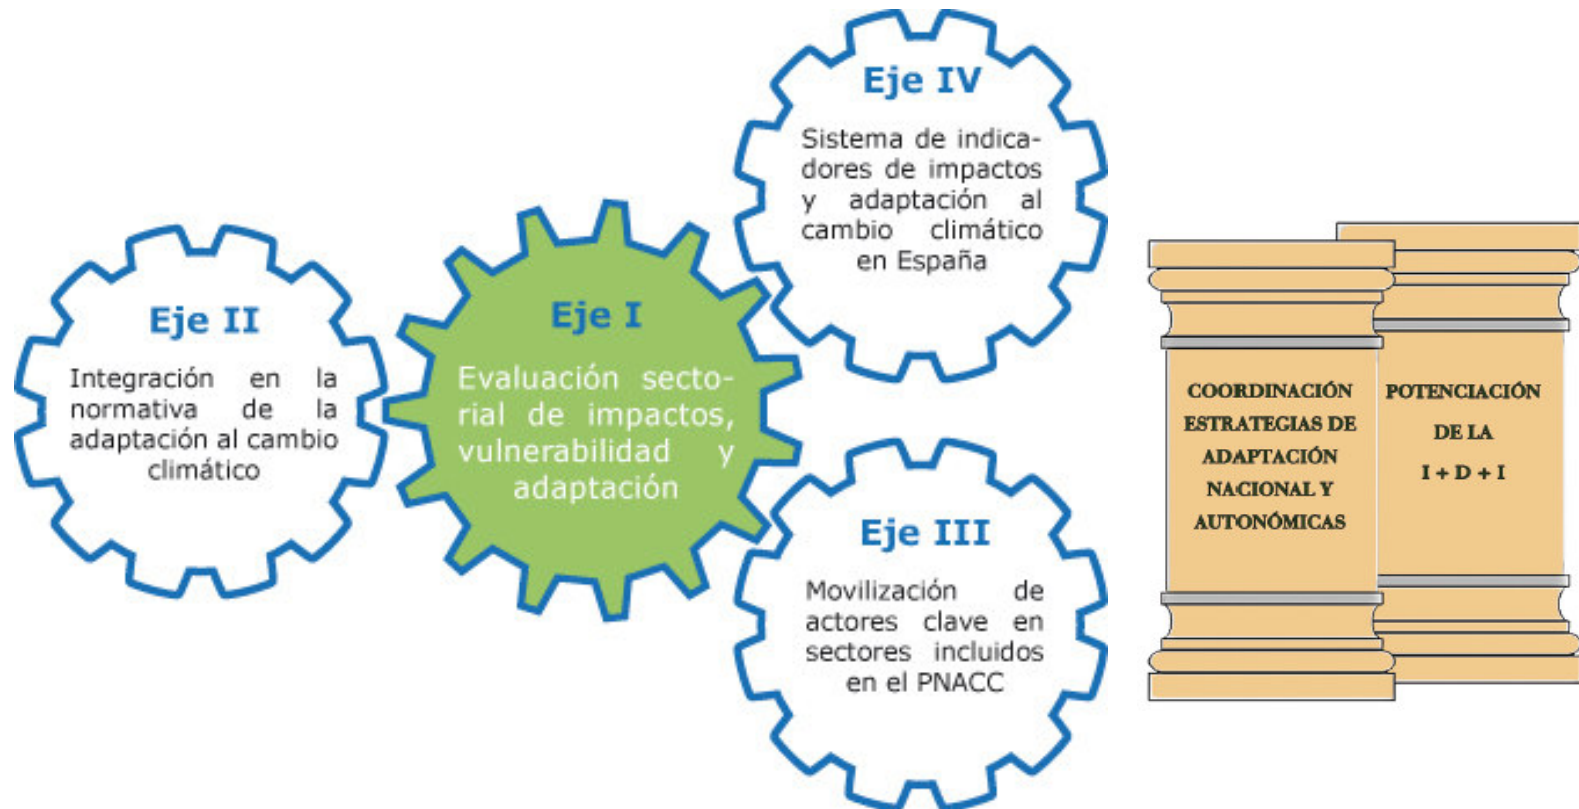 Eje I
Evaluación secto-
rial de impactos,
vulnerabilidad y
adaptación
Eje II
Integración en la
normativa de la
adaptación al cambio
climático
Eje III
Movilización de
actores clave en
sectores incluidos
en el PNACC
Eje IV
Sistema de indica-
dores de impactos
y adaptación al
cambio climático
en España
COORDINACIÓN
ESTRATEGIAS DE
ADAPTACIÓN
NACIONAL Y
AUTONÓMICAS
POTENCIACIÓN
DE LA
I + D + I